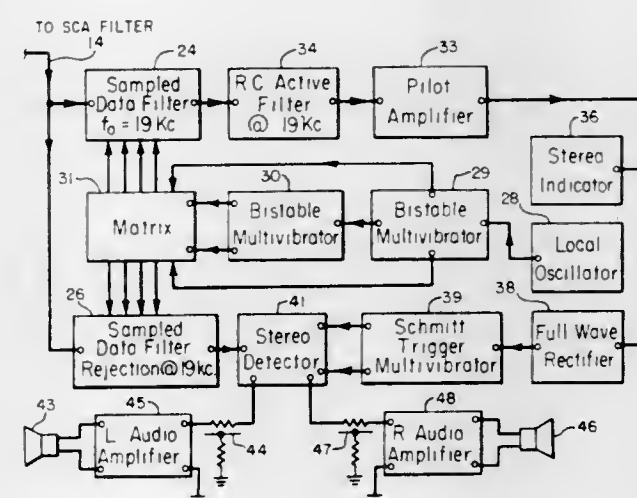 TO SCA FILTER
14
24
34
33
Sampled
Data Filter
f₀ = 19 Kc
RC Active
Filter
@ 19Kc
Pilot
Amplifier
36
Stereo
Indicator
31
30
29
28
Matrix
Bistable
Multivibrator
Bistable
Multivibrator
Local
Oscillator
26
41
39
38
Sampled
Data Filter
Rejection@19kc.
Stereo
Detector
Schmitt
Trigger
Multivibrator
Full Wave
Rectifier
43
45
48
L Audio
Amplifier
44
47
R Audio
Amplifier
46